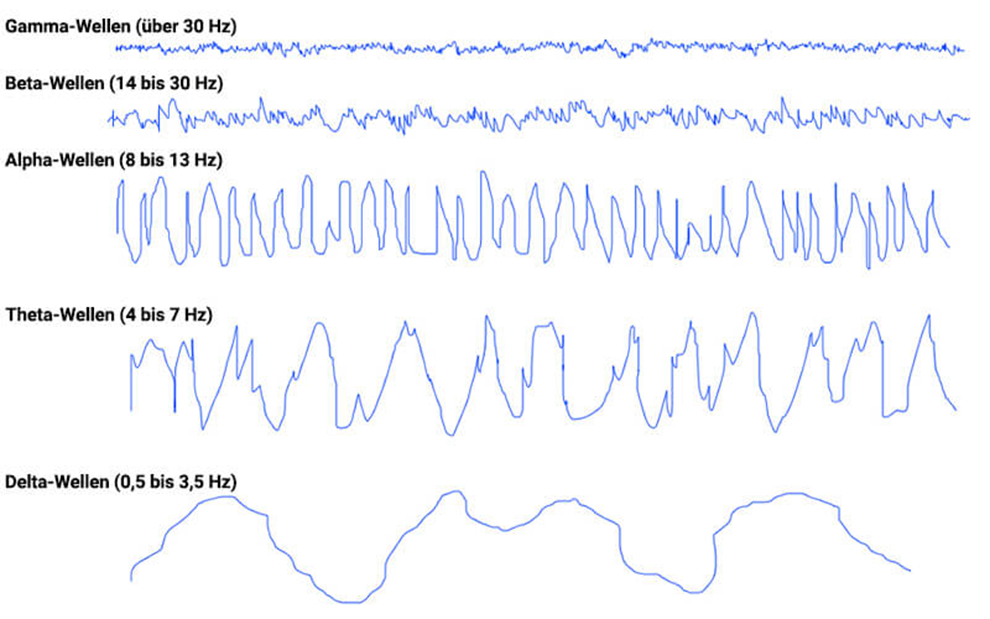 Gamma-Wellen (über 30 Hz)
Beta-Wellen (14 bis 30 Hz)
Alpha-Wellen (8 bis 13 Hz)
Theta-Wellen (4 bis 7 Hz)
Delta-Wellen (0,5 bis 3,5 Hz)